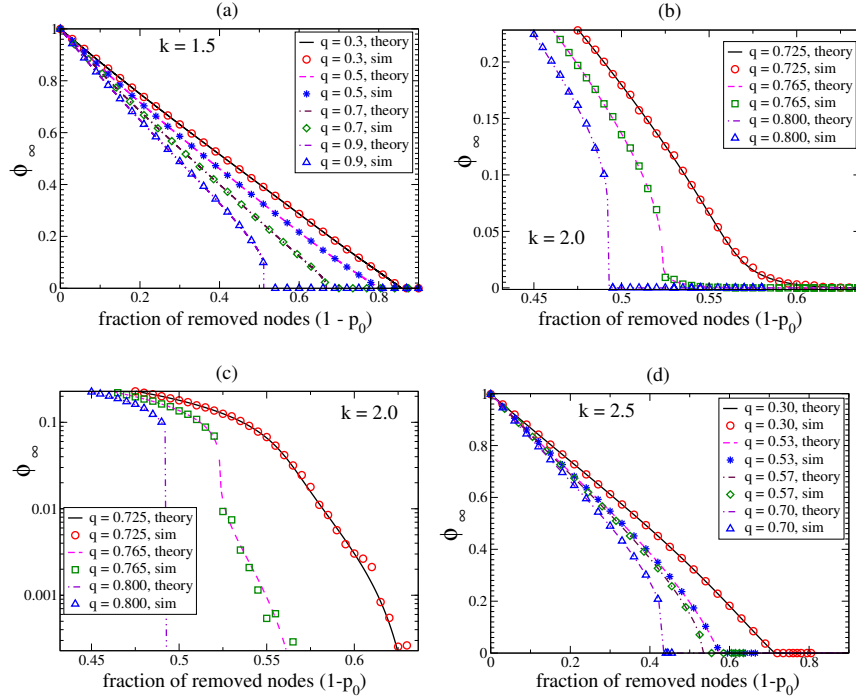 (a)
k = 1.5
q = 0.3, theory
q = 0.3, sim
q = 0.5, theory
q = 0.5, sim
q = 0.7, theory
q = 0.7, sim
q = 0.9, theory
q = 0.9, sim
1
0.8
0.6
0.4
0.2
0
ϕ∞
0 0.2 0.4 0.6 0.8
fraction of removed nodes (1 - p0)
(b)
q = 0.725, theory
q = 0.725, sim
q = 0.765, theory
q = 0.765, sim
q = 0.800, theory
q = 0.800, sim
k = 2.0
0.2
0.15
0.1
0.05
0
ϕ∞
0.45 0.5 0.55 0.6
fraction of removed nodes (1-p0)
(c)
k = 2.0
0.1
0.01
0.001
ϕ∞
q = 0.725, theory
q = 0.725, sim
q = 0.765, theory
q = 0.765, sim
q = 0.800, theory
q = 0.800, sim
0.45 0.5 0.55 0.6
fraction of removed nodes (1-p0)
(d)
k = 2.5
q = 0.30, theory
q = 0.30, sim
q = 0.53, theory
q = 0.53, sim
q = 0.57, theory
q = 0.57, sim
q = 0.70, theory
q = 0.70, sim
1
0.8
0.6
0.4
0.2
0
ϕ∞
0 0.2 0.4 0.6 0.8
fraction of removed nodes (1-p0)